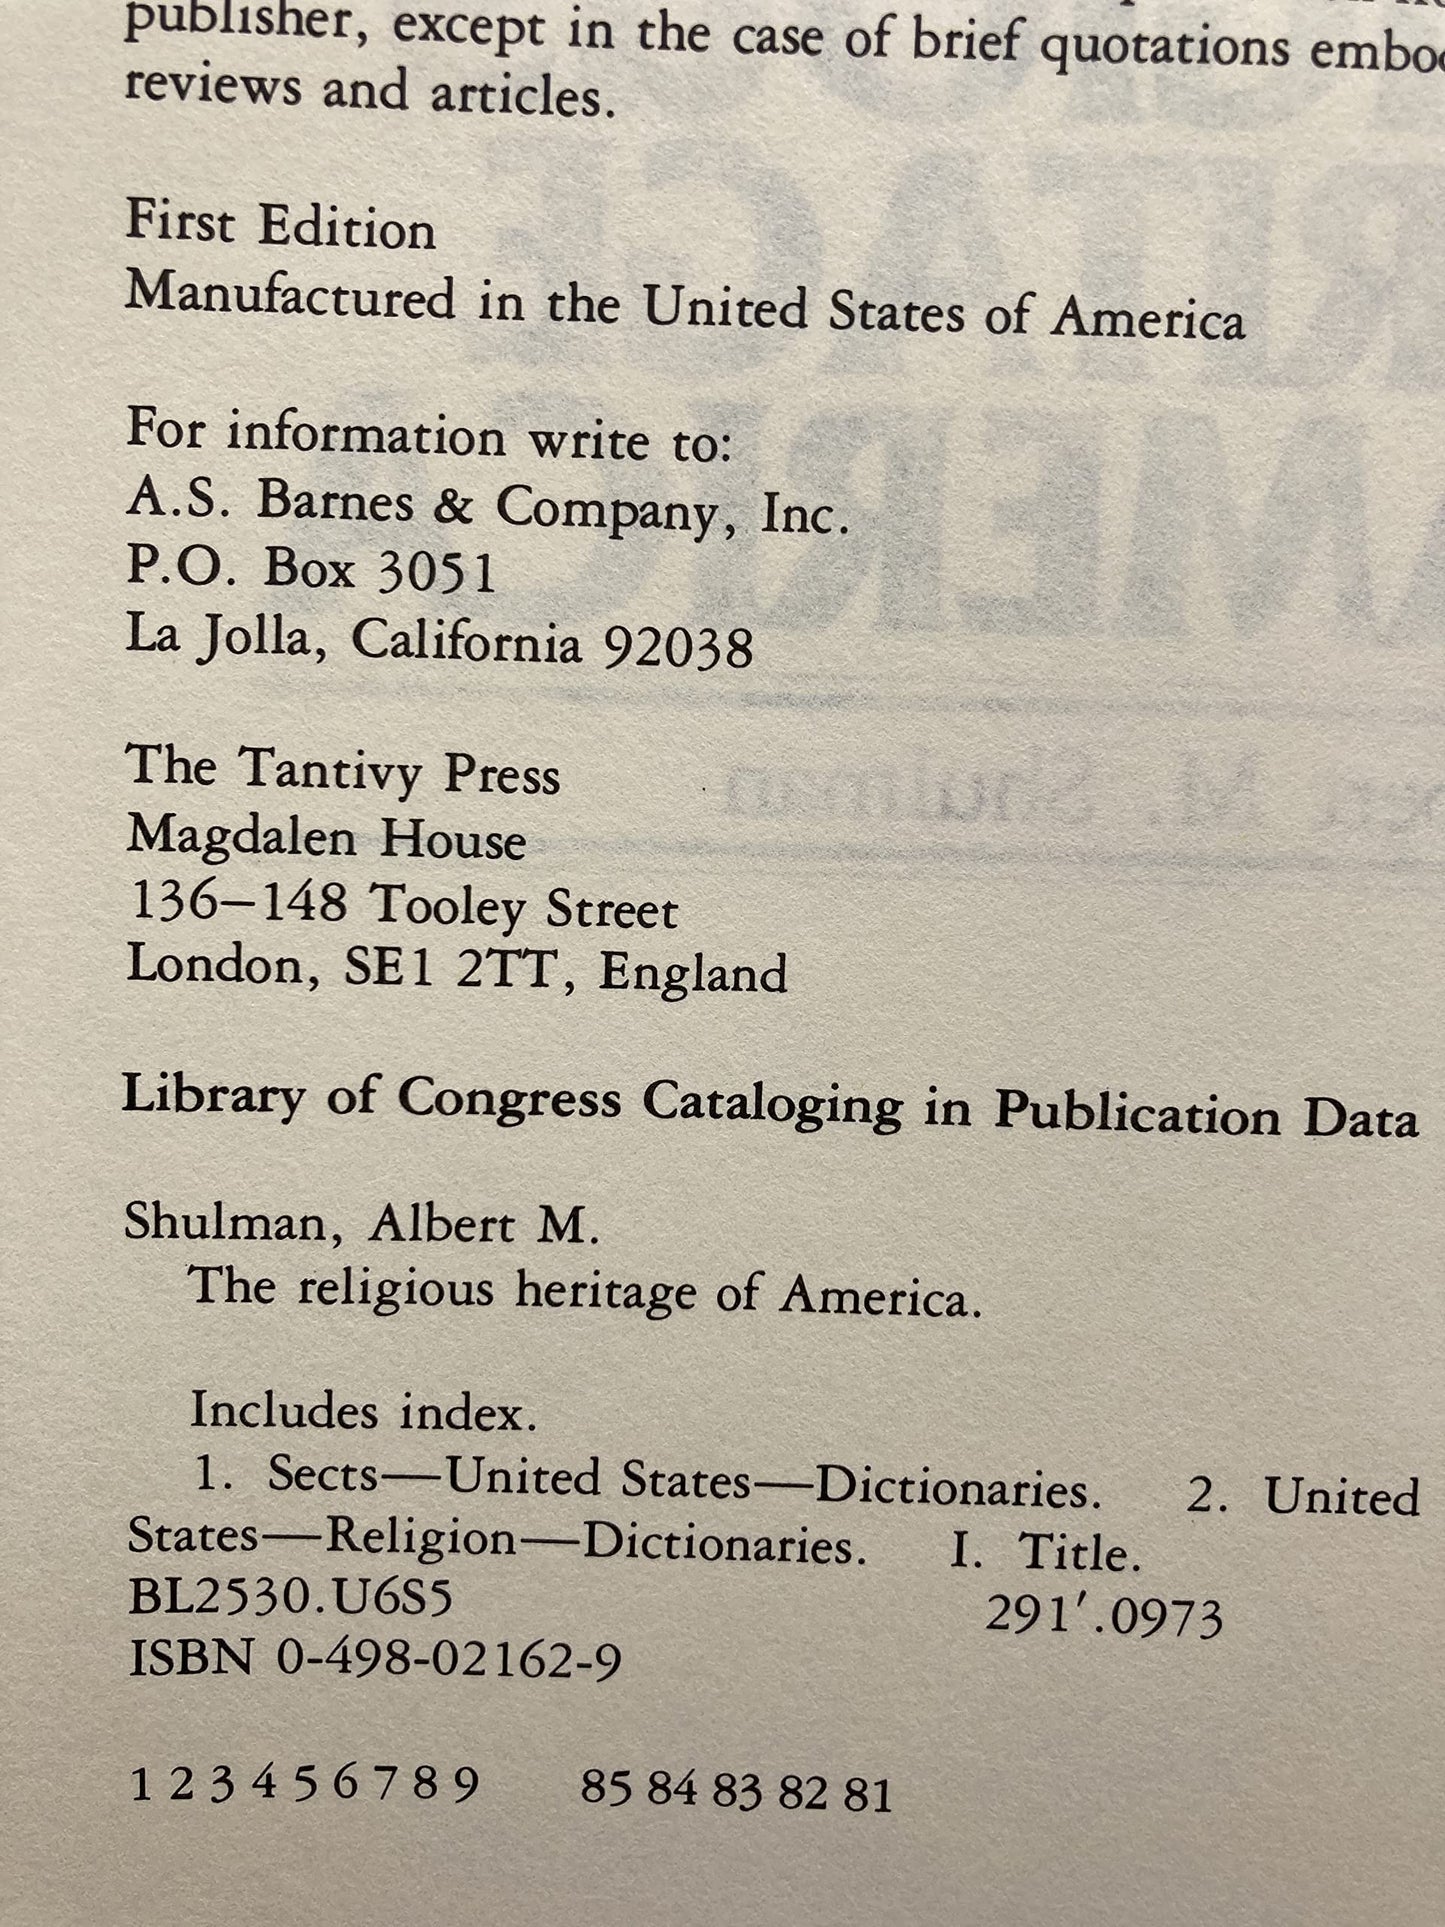 publisher, except in the case of brief quotations
reviews and articles.
First Edition
Manufactured in the United States of America
For information write to:
A.S. Barnes & Company, Inc.
P.O. Box 3051
La Jolla, California 92038
The Tantivy Press
Magdalen House
136–148 Tooley Street
London, SE1 2TT, England
Library of Congress Cataloging in Publication Data
Shulman, Albert M.
The religious heritage of America.
Includes index.
1. Sects—United States—Dictionaries. 2. United
States—Religion—Dictionaries. I. Title.
BL2530.U6S5 291′.0973
ISBN 0-498-02162-9
1 2 3 4 5 6 7 8 9 85 84 83 82 81